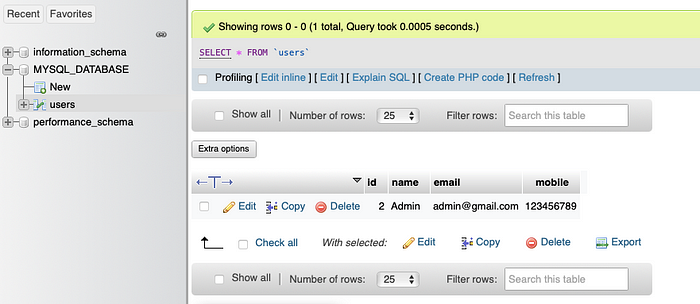 Recent Favorites
information_schema
MYSQL_DATABASE
New
users
performance_schema
Showing rows 0 - 0 (1 total, Query took 0.0005 seconds.)
SELECT * FROM `users`
Profiling [ Edit inline ] [ Edit ] [ Explain SQL ] [ Create PHP code ] [ Refresh ]
Show all | Number of rows: 25 Filter rows: Search this table
Extra options
←T→ id name email mobile
Edit Copy Delete 2 Admin admin@gmail.com 123456789
Check all With selected: Edit Copy Delete Export
Show all | Number of rows: 25 Filter rows: Search this table